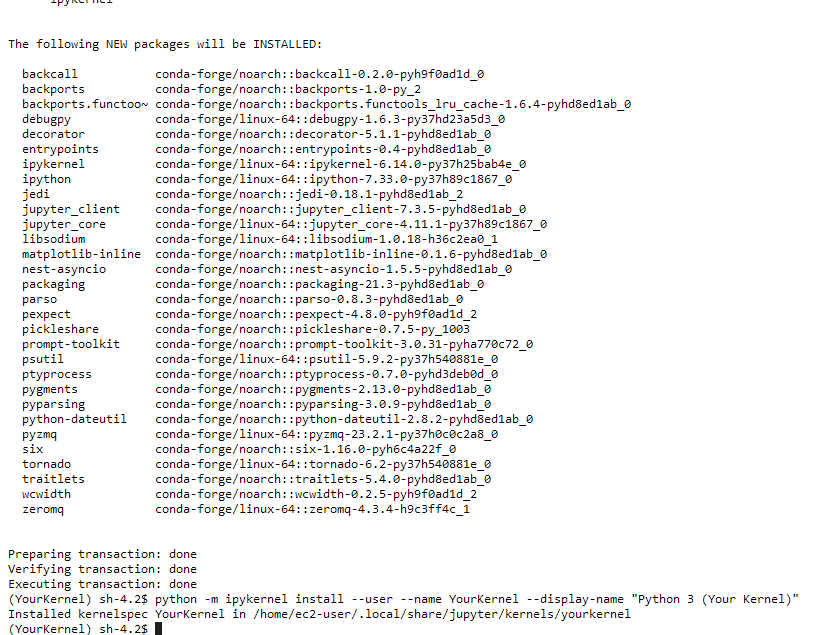 ipykernel
The following NEW packages will be INSTALLED:
backcall conda-forge/noarch::backcall-0.2.0-pyh9f0ad1d_0
backports conda-forge/noarch::backports-1.0-py_2
backports.functoo~ conda-forge/noarch::backports.functools_lru_cache-1.6.4-pyhd8ed1ab_0
debugpy conda-forge/linux-64::debugpy-1.6.3-py37hd23a5d3_0
decorator conda-forge/noarch::decorator-5.1.1-pyhd8ed1ab_0
entrypoints conda-forge/noarch::entrypoints-0.4-pyhd8ed1ab_0
ipykernel conda-forge/linux-64::ipykernel-6.14.0-py37h25bab4e_0
ipython conda-forge/linux-64::ipython-7.33.0-py37h89c1867_0
jedi conda-forge/noarch::jedi-0.18.1-pyhd8ed1ab_2
jupyter_client conda-forge/noarch::jupyter_client-7.3.5-pyhd8ed1ab_0
jupyter_core conda-forge/linux-64::jupyter_core-4.11.1-py37h89c1867_0
libsodium conda-forge/linux-64::libsodium-1.0.18-h36c2ea0_1
matplotlib-inline conda-forge/noarch::matplotlib-inline-0.1.6-pyhd8ed1ab_0
nest-asyncio conda-forge/noarch::nest-asyncio-1.5.5-pyhd8ed1ab_0
packaging conda-forge/noarch::packaging-21.3-pyhd8ed1ab_0
parso conda-forge/noarch::parso-0.8.3-pyhd8ed1ab_0
pexpect conda-forge/noarch::pexpect-4.8.0-pyh9f0ad1d_2
pickleshare conda-forge/noarch::pickleshare-0.7.5-py_1003
prompt-toolkit conda-forge/noarch::prompt-toolkit-3.0.31-pyha770c72_0
psutil conda-forge/linux-64::psutil-5.9.2-py37h540881e_0
ptyprocess conda-forge/noarch::ptyprocess-0.7.0-pyhd3deb0d_0
pygments conda-forge/noarch::pygments-2.13.0-pyhd8ed1ab_0
pyparsing conda-forge/noarch::pyparsing-3.0.9-pyhd8ed1ab_0
python-dateutil conda-forge/noarch::python-dateutil-2.8.2-pyhd8ed1ab_0
pyzmq conda-forge/linux-64::pyzmq-23.2.1-py37h0c0c2a8_0
six conda-forge/noarch::six-1.16.0-pyh6c4a22f_0
tornado conda-forge/linux-64::tornado-6.2-py37h540881e_0
traitlets conda-forge/noarch::traitlets-5.4.0-pyhd8ed1ab_0
wcwidth conda-forge/noarch::wcwidth-0.2.5-pyh9f0ad1d_2
zeromq conda-forge/linux-64::zeromq-4.3.4-h9c3ff4c_1
Preparing transaction: done
Verifying transaction: done
Executing transaction: done
(YourKernel) sh-4.2$ python -m ipykernel install --user --name YourKernel --display-name "Python 3 (Your Kernel)"
Installed kernelspec YourKernel in /home/ec2-user/.local/share/jupyter/kernels/yourkernel
(YourKernel) sh-4.2$